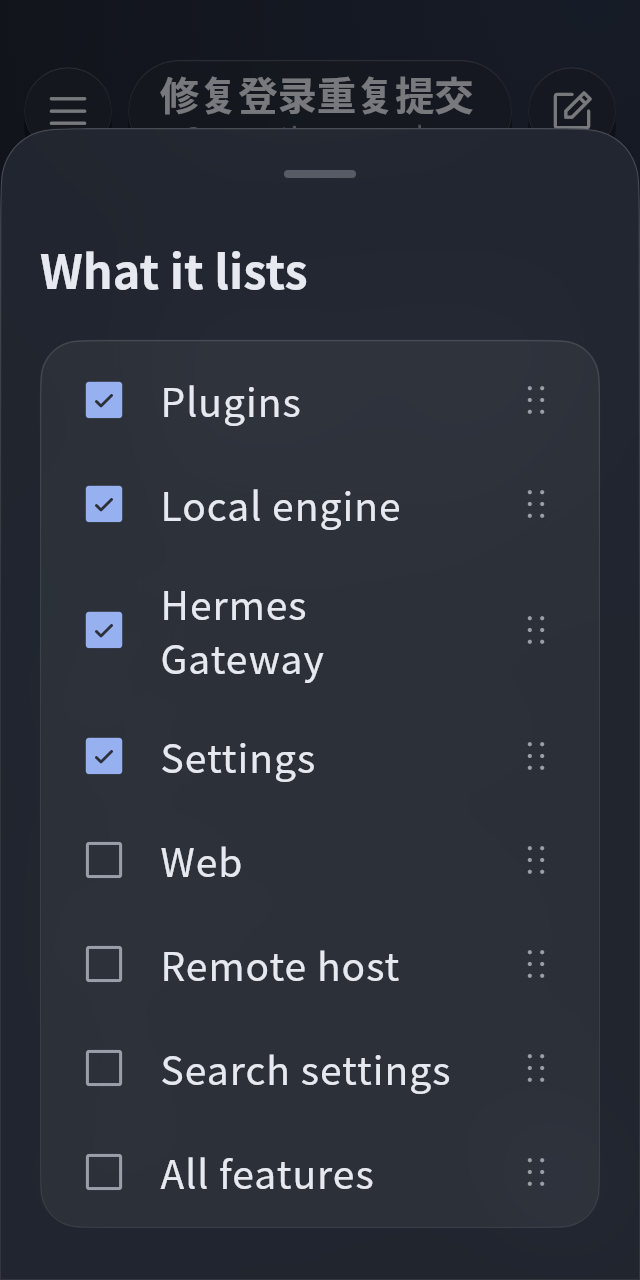 修复登录重复提交
What it lists
Plugins
Local engine
Hermes
Gateway
Settings
Web
Remote host
Search settings
All features